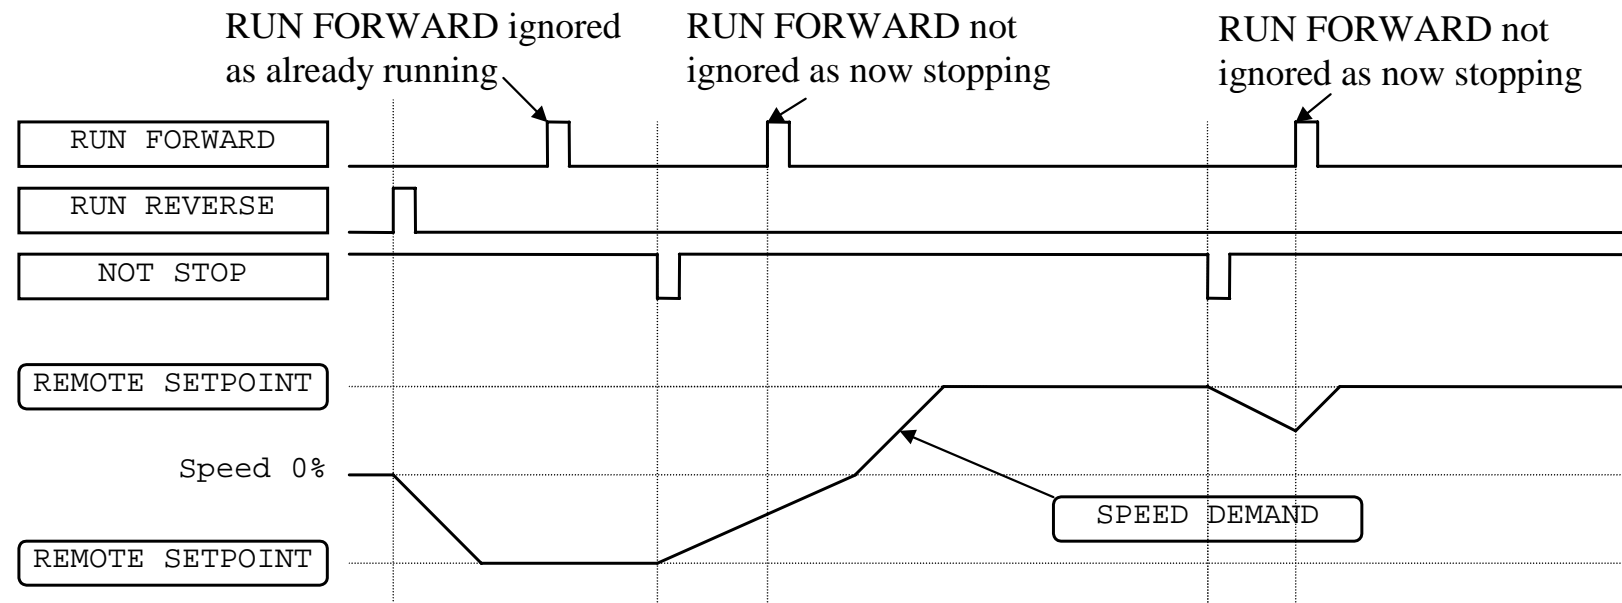 RUN FORWARD ignored
as already running
RUN FORWARD not
ignored as now stopping
RUN FORWARD not
ignored as now stopping
RUN FORWARD
RUN REVERSE
NOT STOP
REMOTE SETPOINT
Speed 0%
SPEED DEMAND
REMOTE SETPOINT